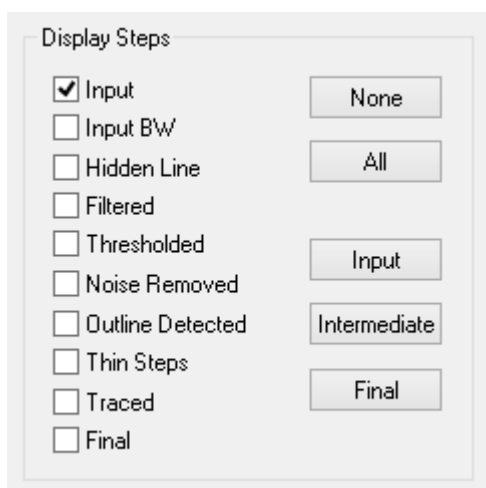 Display Steps
Input
Input BW
Hidden Line
Filtered
Thresholded
Noise Removed
Outline Detected
Thin Steps
Traced
Final
None
All
Input
Intermediate
Final